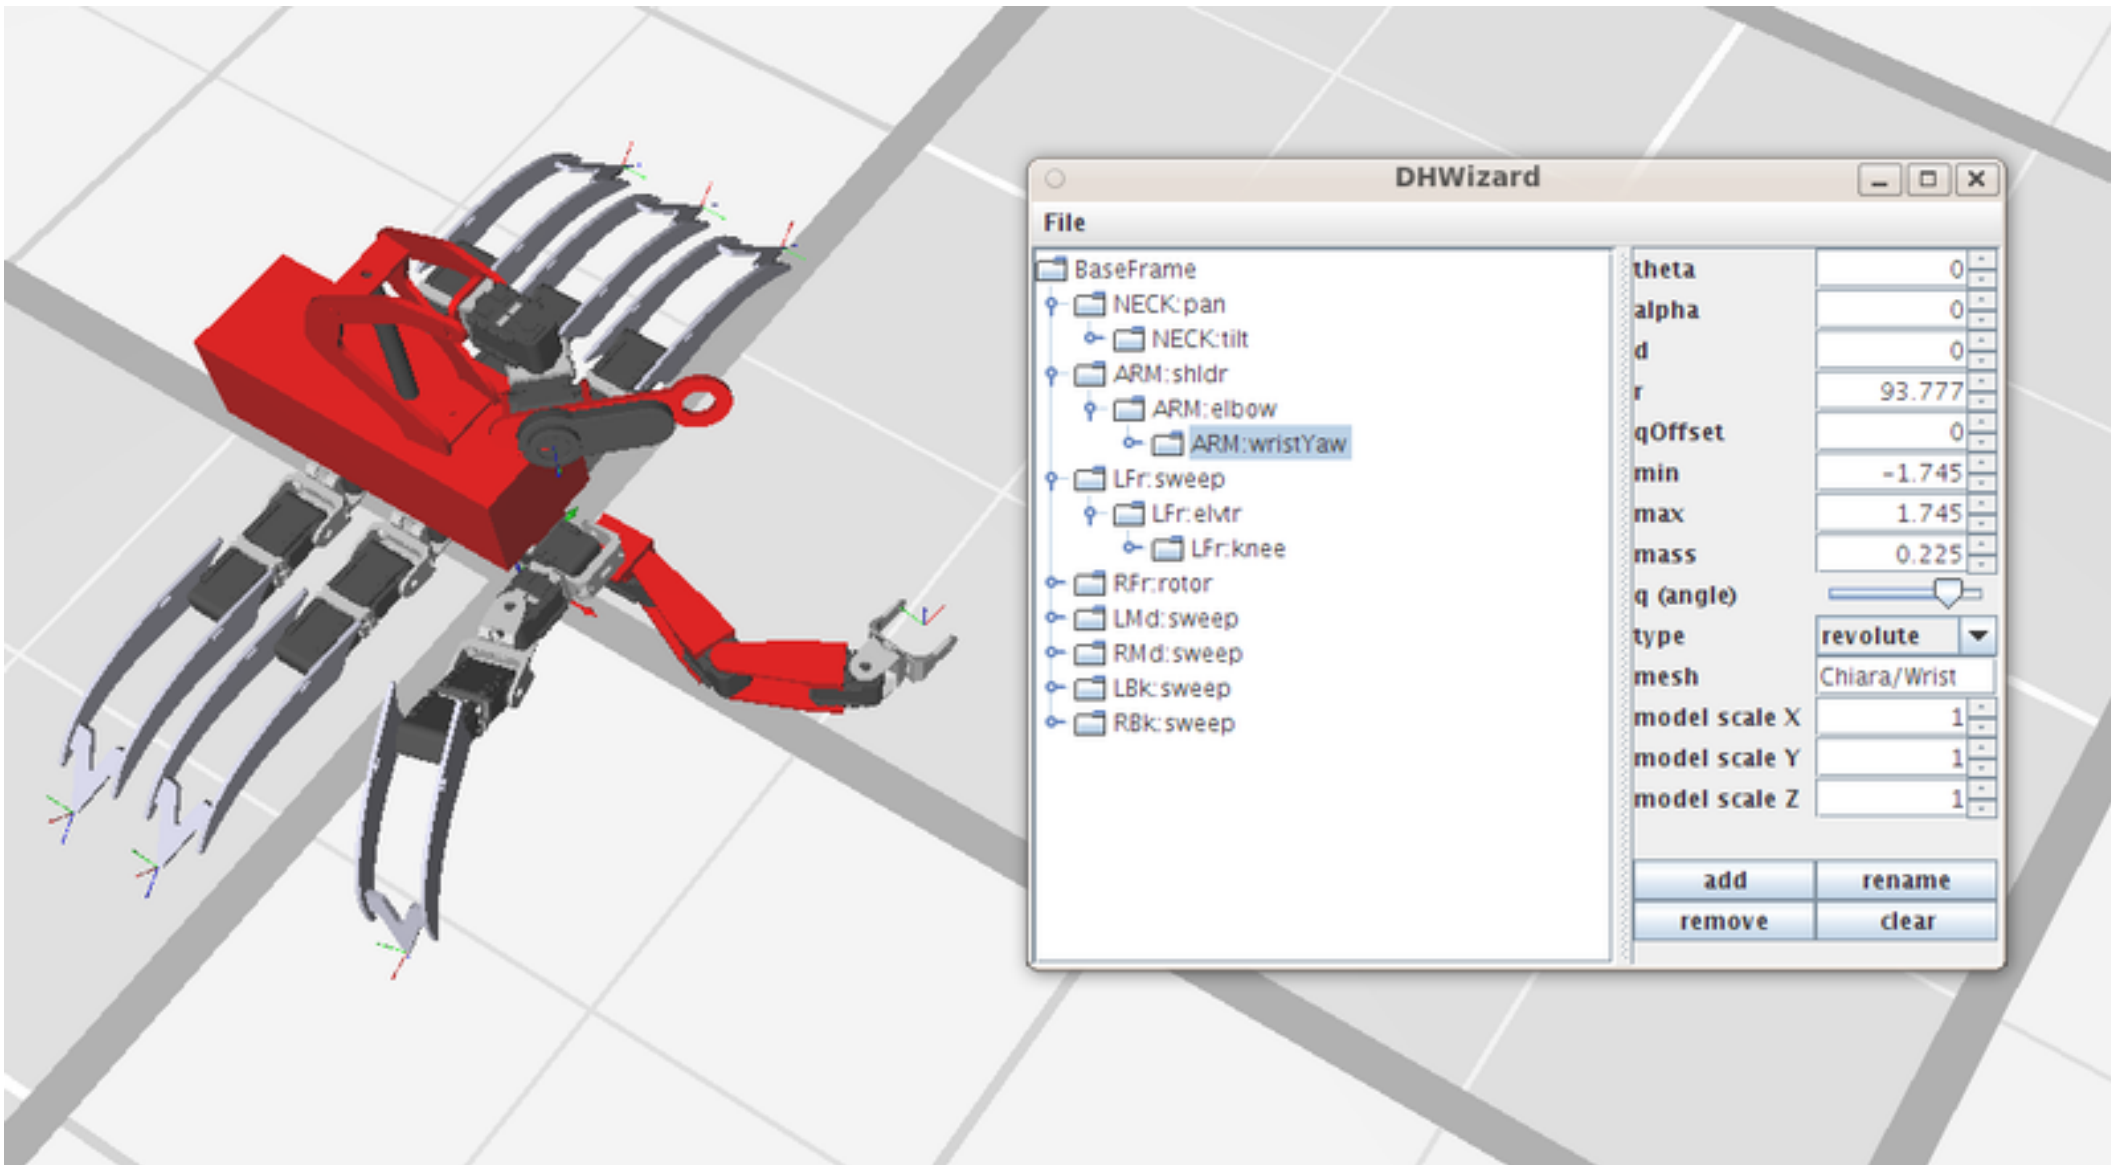 DHWizard
File
BaseFrame
NECK:pan
NECK:tilt
ARM:shldr
ARM:elbow
ARM:wristYaw
LFr:sweep
LFr:elvtr
LFr:knee
RFr:rotor
LMd:sweep
RMd:sweep
LBk:sweep
RBk:sweep
theta 0
alpha 0
d 0
r 93.777
qOffset 0
min -1.745
max 1.745
mass 0.225
q (angle)
type revolute
mesh Chiara/Wrist
model scale X 1
model scale Y 1
model scale Z 1
add rename
remove clear